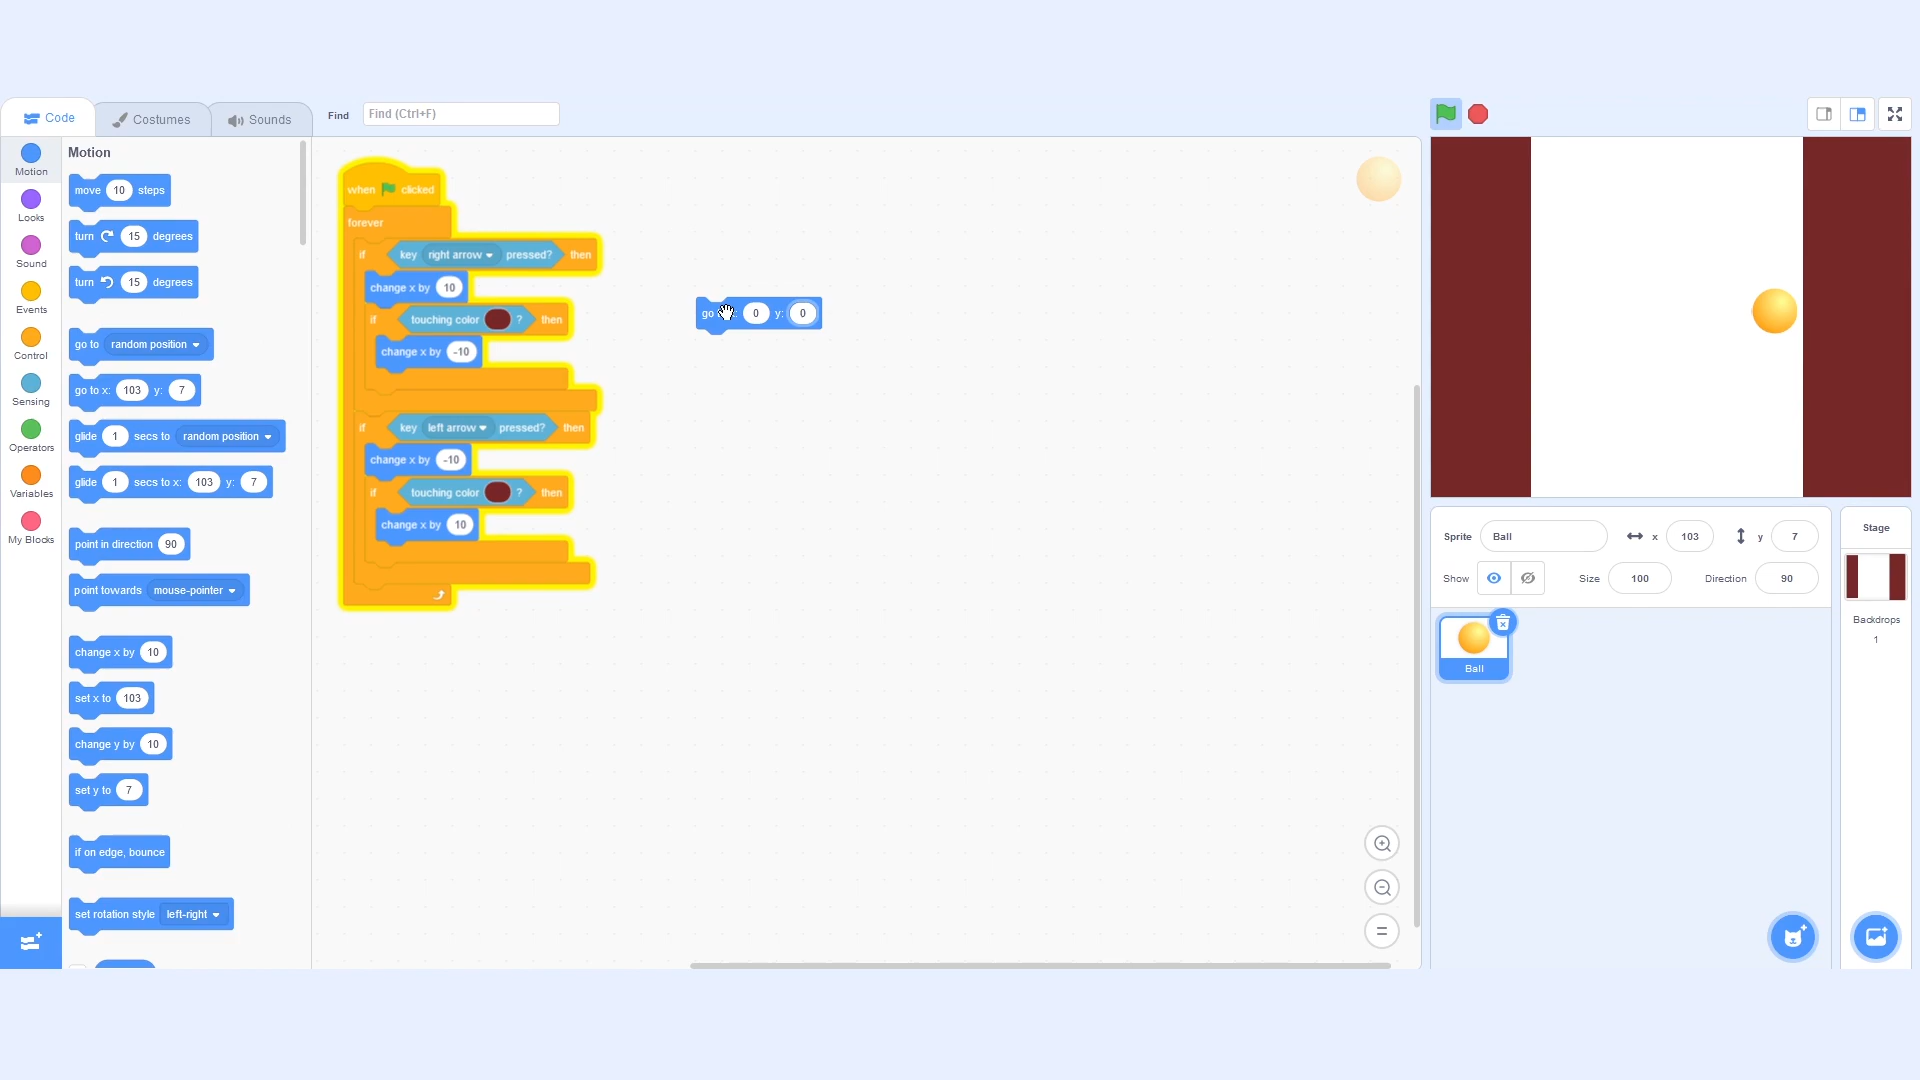 Code
Costumes
Sounds
Find
Find (Ctrl+F)
Motion
Looks
Sound
Events
Control
Sensing
Operators
Variables
My Blocks
Motion
move 10 steps
turn 15 degrees
turn 15 degrees
go to random position
go to x: 103 y: 7
glide 1 secs to random position
glide 1 secs to x: 103 y: 7
point in direction 90
point towards mouse-pointer
change x by 10
set x to 103
change y by 10
set y to 7
if on edge, bounce
set rotation style left-right
when clicked
forever
if key right arrow pressed? then
change x by 10
if touching color ? then
change x by -10
if key left arrow pressed? then
change x by -10
if touching color ? then
change x by 10
go 0 y: 0
Sprite Ball x 103 y 7
Show Size 100 Direction 90
Ball
Stage
Backdrops
1